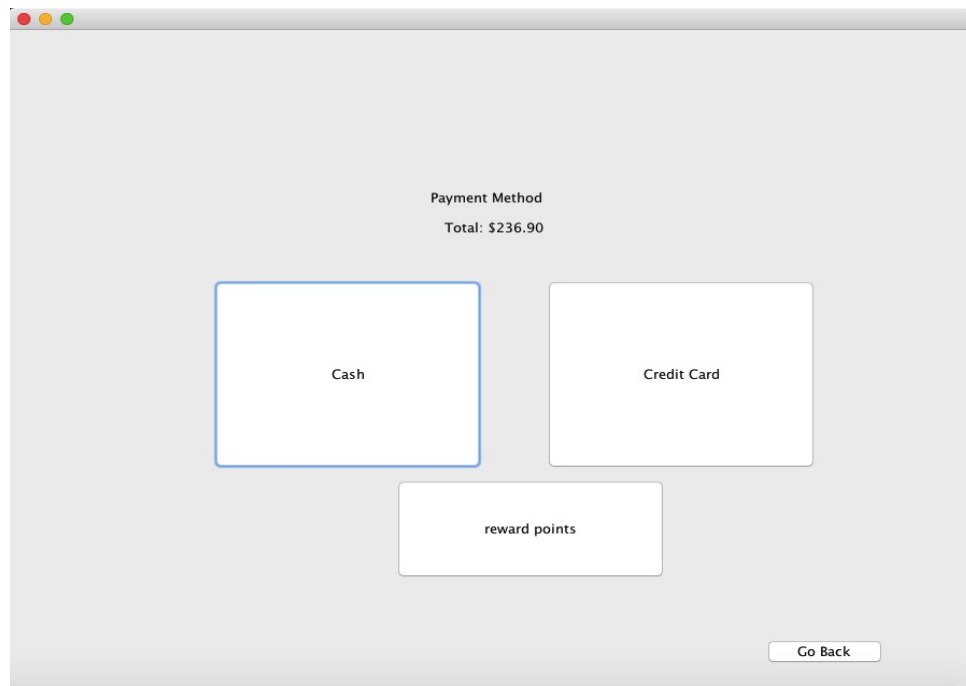 Payment Method
Total: $236.90
Cash
Credit Card
reward points
Go Back